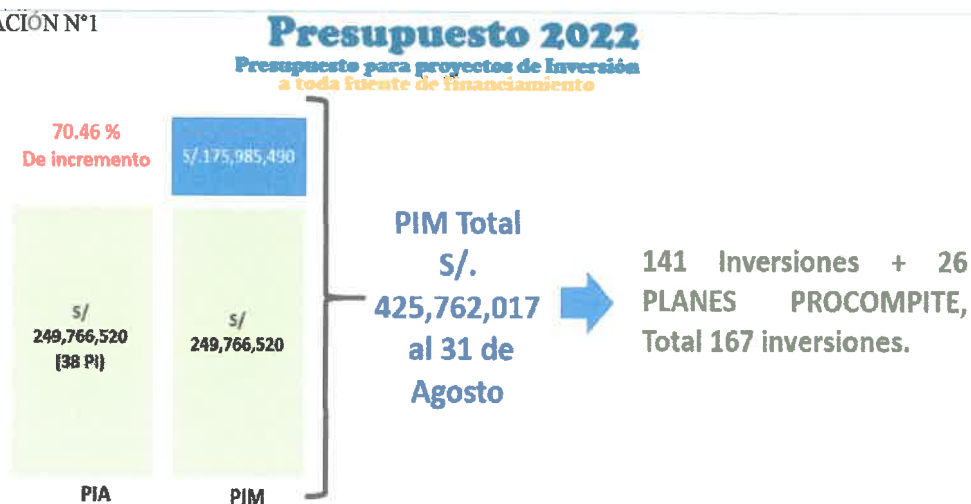 ACIÓN N°1
Presupuesto 2022
Presupuesto para proyectos de Inversión
a toda fuente de financiamiento
70.46 %
De incremento
S/.175,985,490
S/
249,766,520
(38 PI)
S/
249,766,520
PIA
PIM
PIM Total
S/.
425,762,017
al 31 de
Agosto
141 Inversiones + 26
PLANES PROCOMPITE,
Total 167 inversiones.